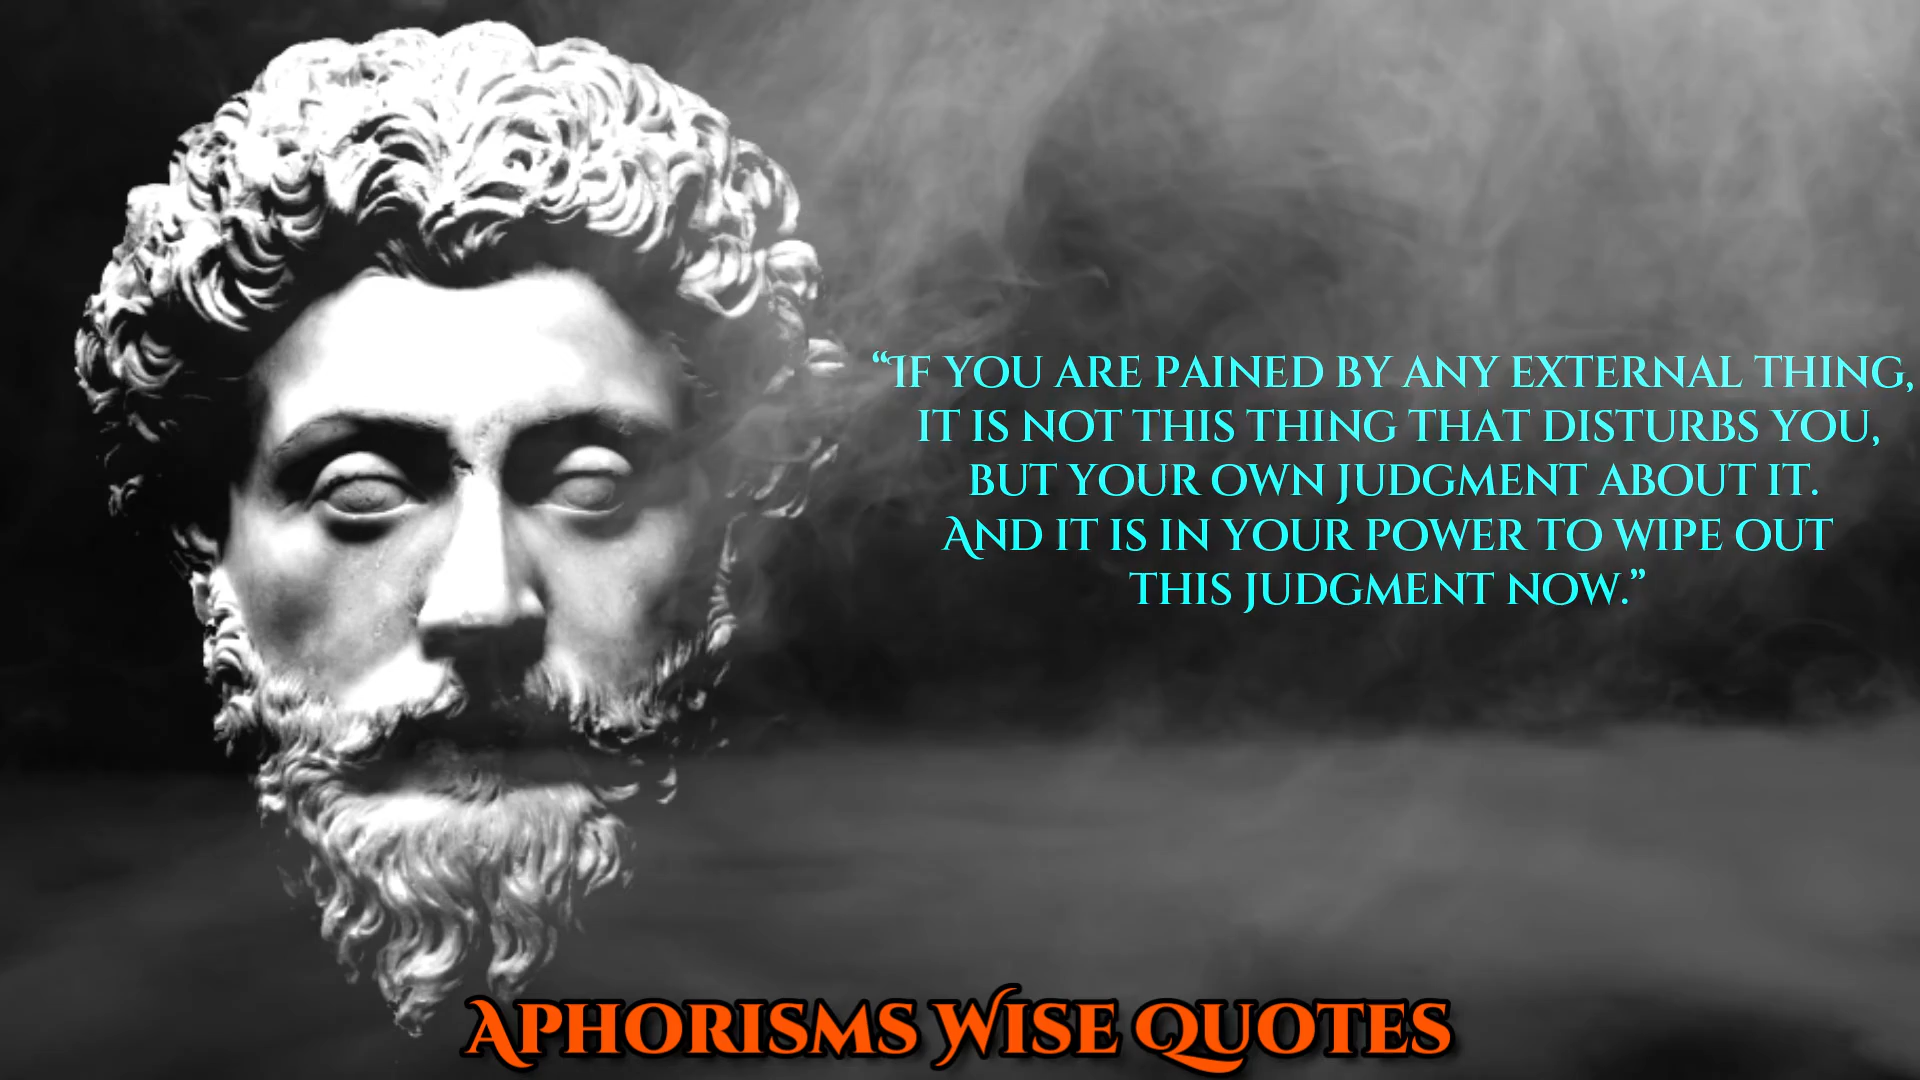 “If you are pained by any external thing,
it is not this thing that disturbs you,
but your own judgment about it.
And it is in your power to wipe out
this judgment now.”
Aphorisms Wise Quotes